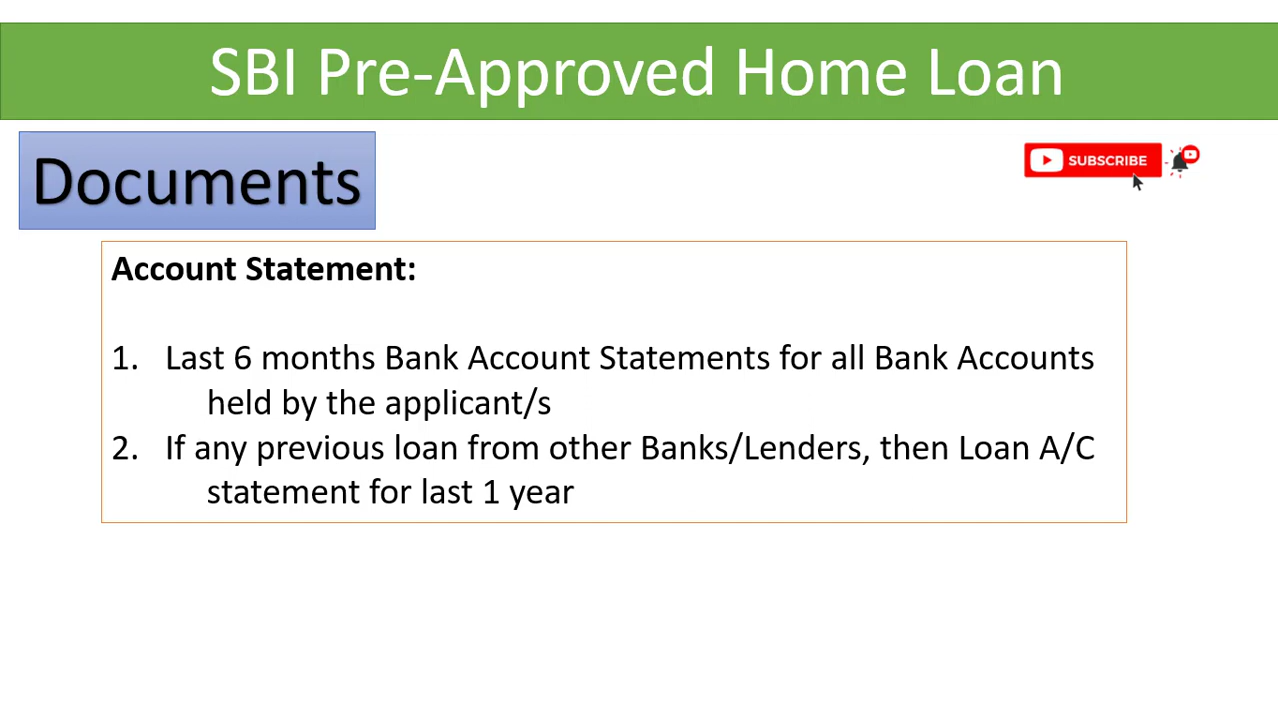 SBI Pre-Approved Home Loan
Documents
SUBSCRIBE
Account Statement:
1. Last 6 months Bank Account Statements for all Bank Accounts
held by the applicant/s
2. If any previous loan from other Banks/Lenders, then Loan A/C
statement for last 1 year